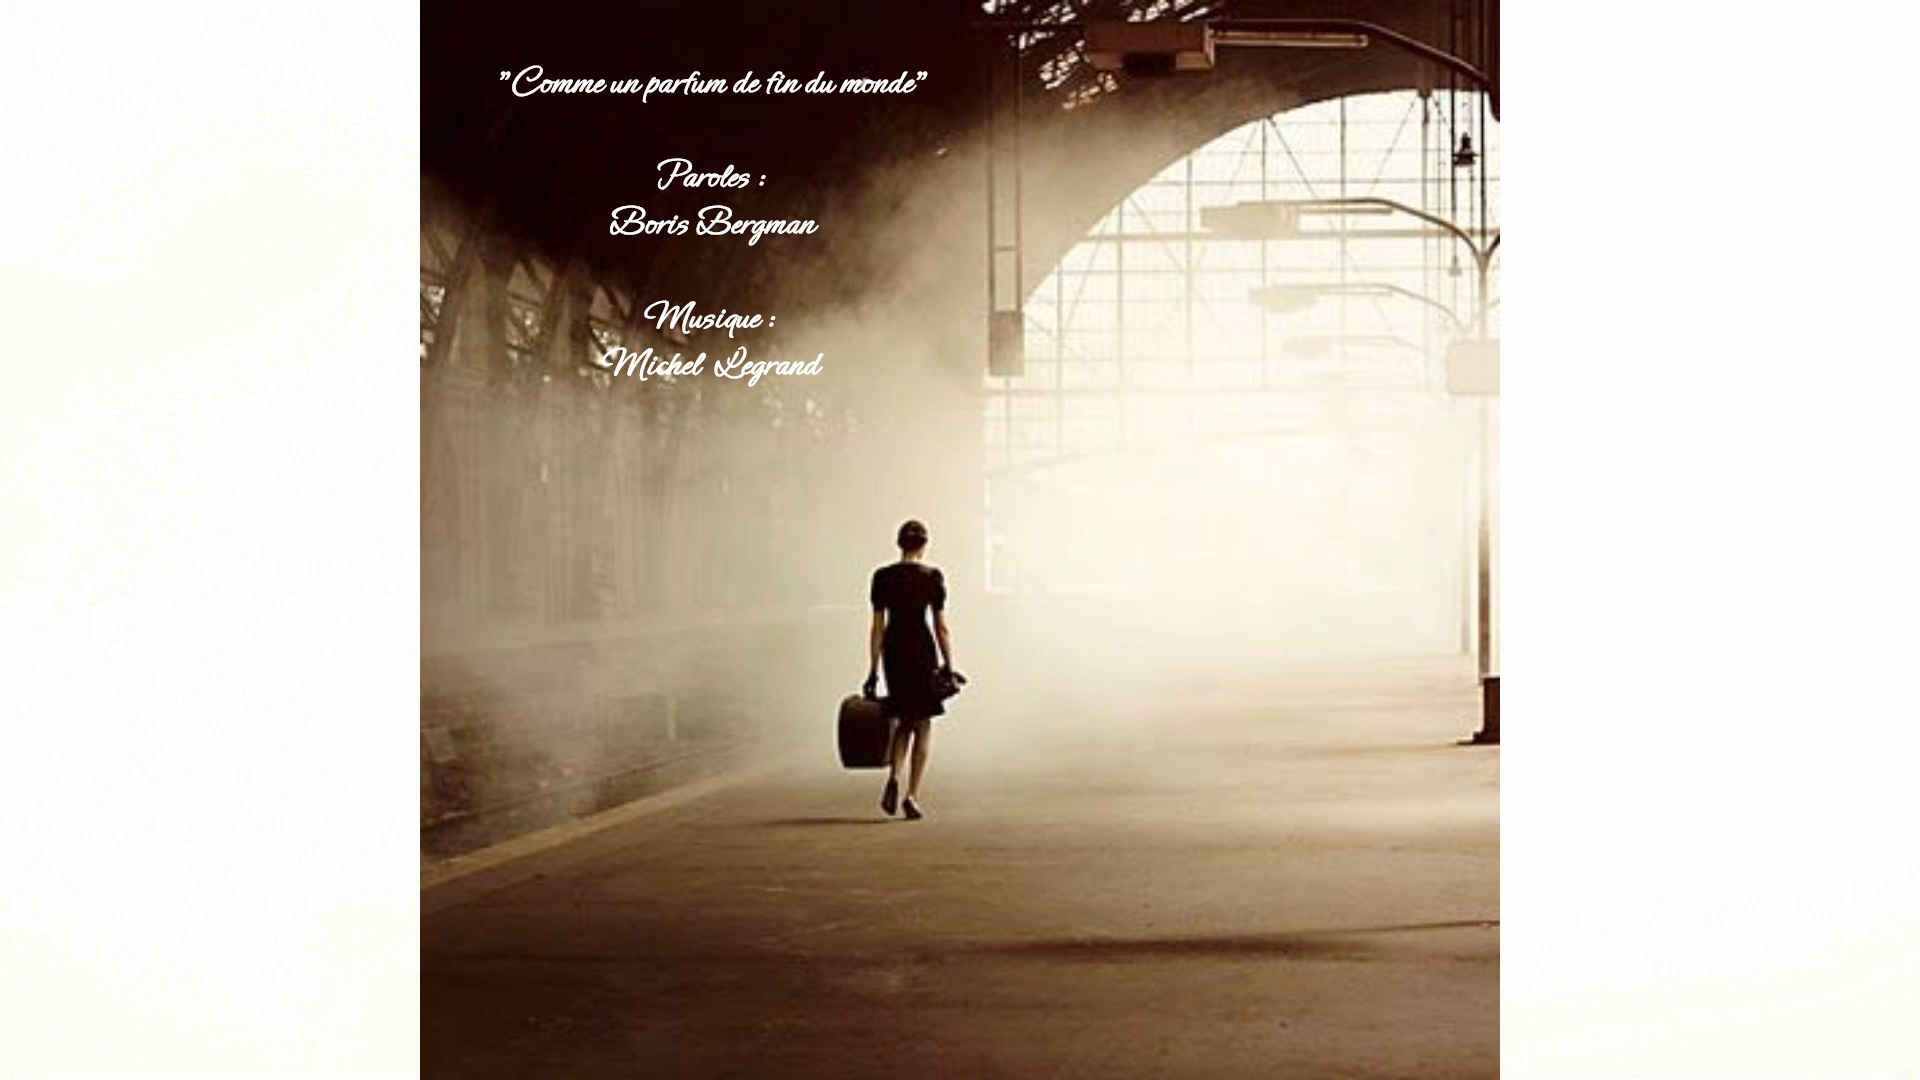 "Comme un parfum de fin du monde"
Paroles :
Boris Bergman
Musique :
Michel Legrand